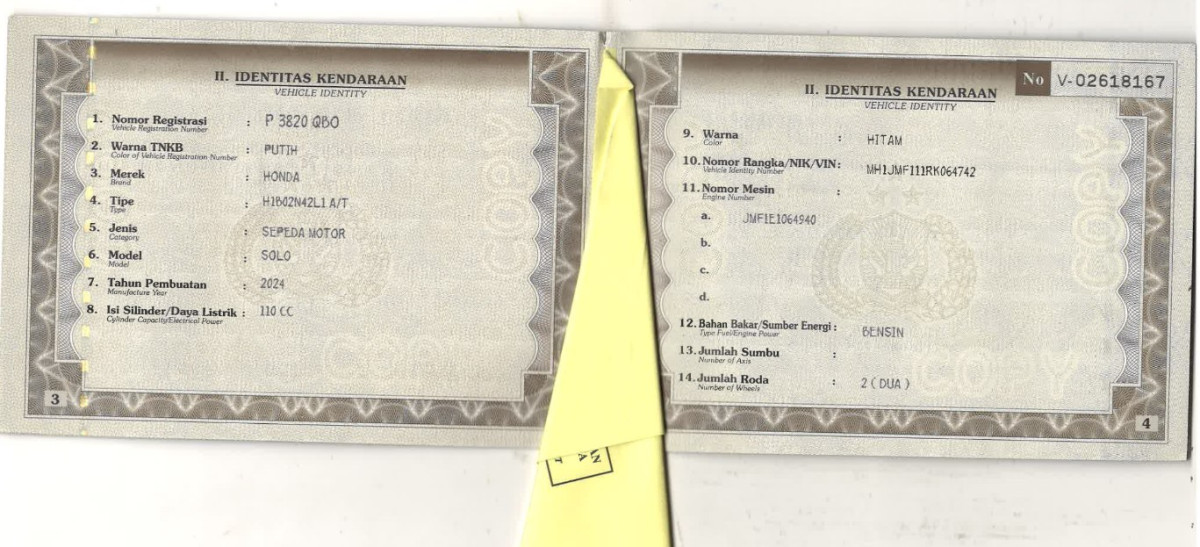 II. IDENTITAS KENDARAAN
VEHICLE IDENTITY
1. Nomor Registrasi : P 3820 QBO
Vehicle Registration Number
2. Warna TNKB : PUTIH
Color of Vehicle Registration Number
3. Merek : HONDA
Brand
4. Tipe : H1B02N42L1 A/T
Type
5. Jenis : SEPEDA MOTOR
Category
6. Model : SOLO
Model
7. Tahun Pembuatan : 2024
Manufacture Year
8. Isi Silinder/Daya Listrik : 110 CC
Cylinder Capacity/Electrical Power
COPY
3
No V-02618167
II. IDENTITAS KENDARAAN
VEHICLE IDENTITY
9. Warna : HITAM
Color
10. Nomor Rangka/NIK/VIN : MH1JMF111RK064742
Vehicle Identity Number
11. Nomor Mesin :
Engine Number
a. JMF1E1064940
b.
c.
d.
12. Bahan Bakar/Sumber Energi : BENSIN
Type Fuel/Engine Power
13. Jumlah Sumbu :
Number of Axis
14. Jumlah Roda : 2 ( DUA )
Number of Wheels
COPY
4